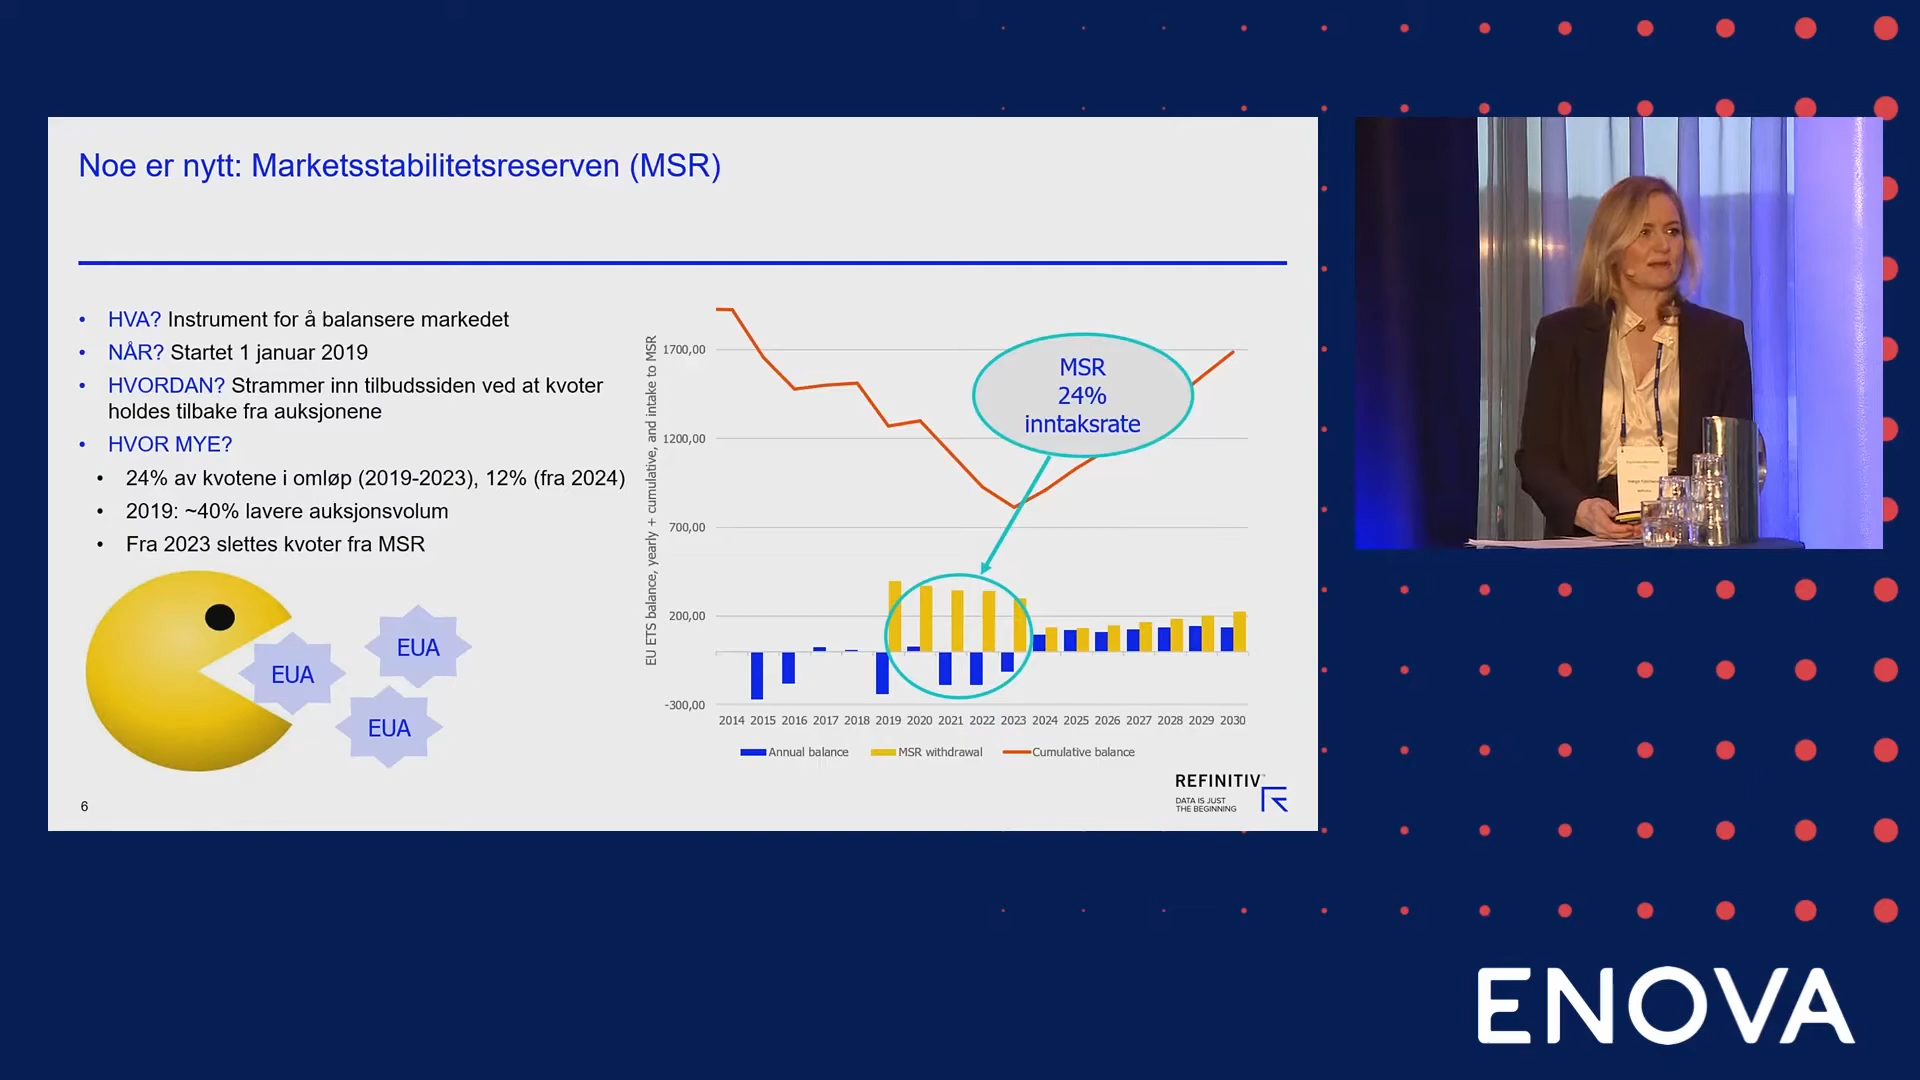 Noe er nytt: Marketsstabilitetsreserven (MSR)
• HVA? Instrument for å balansere markedet
• NÅR? Startet 1 januar 2019
• HVORDAN? Strammer inn tilbudssiden ved at kvoter
holdes tilbake fra auksjonene
• HVOR MYE?
• 24% av kvotene i omløp (2019-2023), 12% (fra 2024)
• 2019: ~40% lavere auksjonsvolum
• Fra 2023 slettes kvoter fra MSR
EUA
EUA
EUA
6
EU ETS balance, yearly + cumulative, and intake to MSR
1700,00
1200,00
700,00
200,00
-300,00
MSR
24%
inntaksrate
2014 2015 2016 2017 2018 2019 2020 2021 2022 2023 2024 2025 2026 2027 2028 2029 2030
Annual balance MSR withdrawal Cumulative balance
REFINITIV
DATA IS JUST
THE BEGINNING
ENOVA